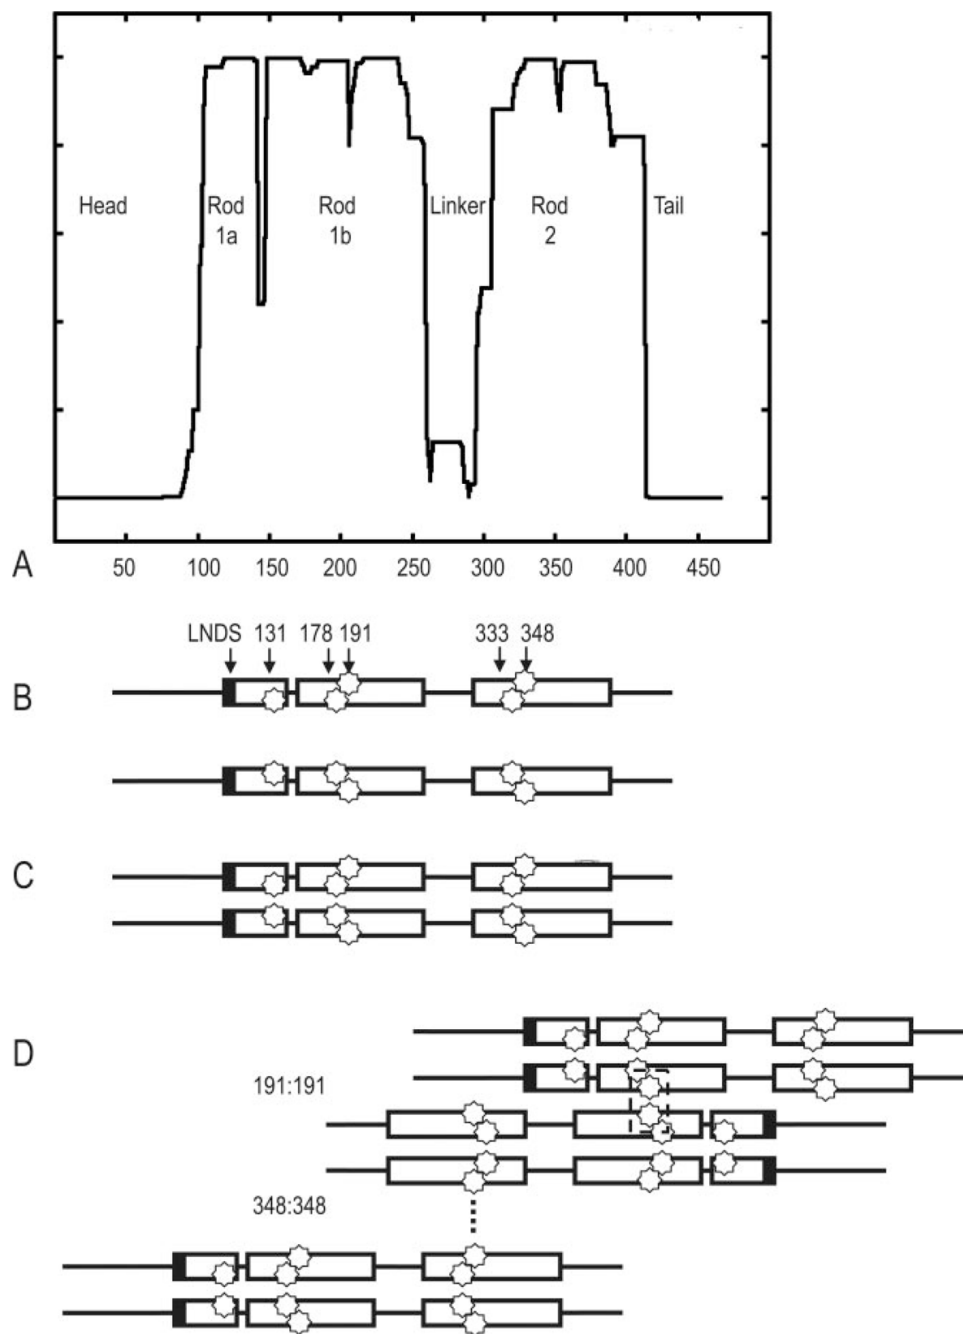 Head Rod Rod Linker Rod Tail
1a 1b 2
A 50 100 150 200 250 300 350 400 450
LNDS 131 178 191 333 348
B
C
D
191:191
348:348